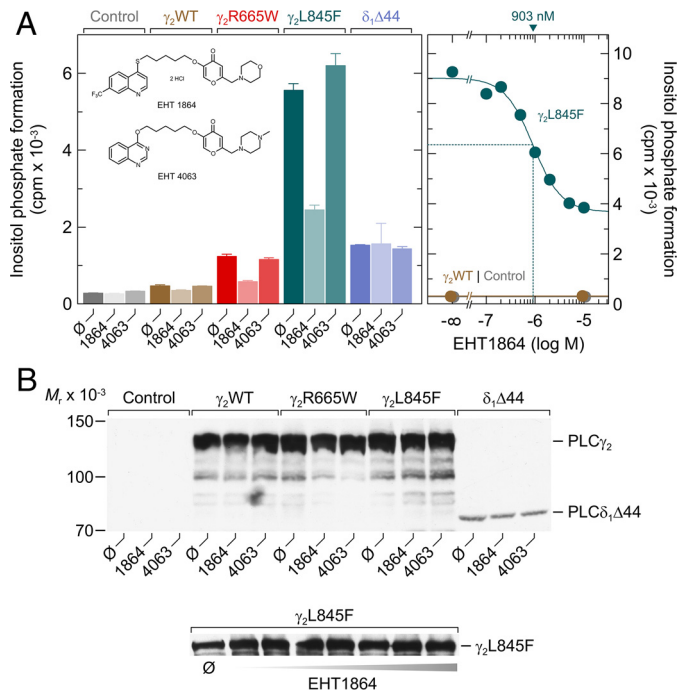 A
Control γ₂WT γ₂R665W γ₂L845F δ₁Δ44
903 nM
Inositol phosphate formation
(cpm x 10⁻³)
6
4
2
0
S O O O N O
2 HCl
F₃C N
EHT 1864
O O O O N N
N N
EHT 4063
Ø 1864 4063 Ø 1864 4063 Ø 1864 4063 Ø 1864 4063 Ø 1864 4063
γ₂L845F
γ₂WT | Control
10
8
6
4
2
0
Inositol phosphate formation
(cpm x 10⁻³)
-∞ -7 -6 -5
EHT1864 (log M)
B
Mr x 10⁻³ Control γ₂WT γ₂R665W γ₂L845F δ₁Δ44
150
100
70
PLCγ₂
PLCδ₁Δ44
Ø 1864 4063 Ø 1864 4063 Ø 1864 4063 Ø 1864 4063 Ø 1864 4063
γ₂L845F
γ₂L845F
Ø
EHT1864